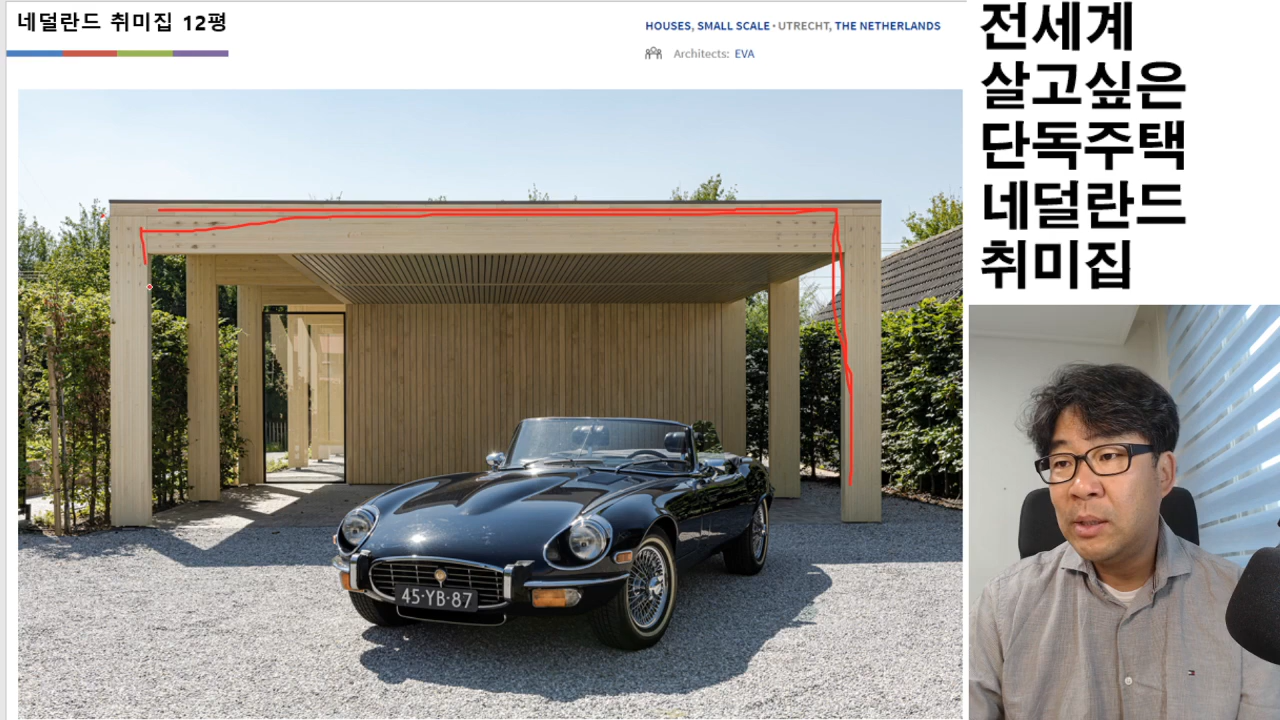 네덜란드 취미집 12평
HOUSES, SMALL SCALE • UTRECHT, THE NETHERLANDS
Architects: EVA
전세계
살고싶은
단독주택
네덜란드
취미집
45-YB-87